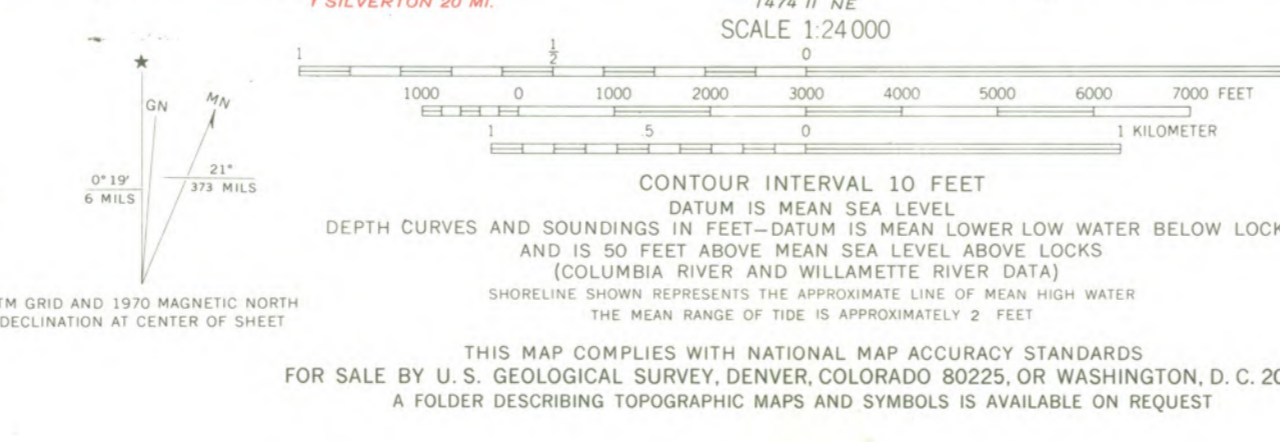 SILVERTON 20 MI.
1474 II NE
SCALE 1:24 000
1 ½ 0
1000 0 1000 2000 3000 4000 5000 6000 7000 FEET
1 .5 0 1 KILOMETER
★
GN
MN
0°19'
6 MILS
21°
373 MILS
TM GRID AND 1970 MAGNETIC NORTH
DECLINATION AT CENTER OF SHEET
CONTOUR INTERVAL 10 FEET
DATUM IS MEAN SEA LEVEL
DEPTH CURVES AND SOUNDINGS IN FEET—DATUM IS MEAN LOWER LOW WATER BELOW LOCK
AND IS 50 FEET ABOVE MEAN SEA LEVEL ABOVE LOCKS
(COLUMBIA RIVER AND WILLAMETTE RIVER DATA)
SHORELINE SHOWN REPRESENTS THE APPROXIMATE LINE OF MEAN HIGH WATER
THE MEAN RANGE OF TIDE IS APPROXIMATELY 2 FEET
THIS MAP COMPLIES WITH NATIONAL MAP ACCURACY STANDARDS
FOR SALE BY U. S. GEOLOGICAL SURVEY, DENVER, COLORADO 80225, OR WASHINGTON, D. C. 20
A FOLDER DESCRIBING TOPOGRAPHIC MAPS AND SYMBOLS IS AVAILABLE ON REQUEST